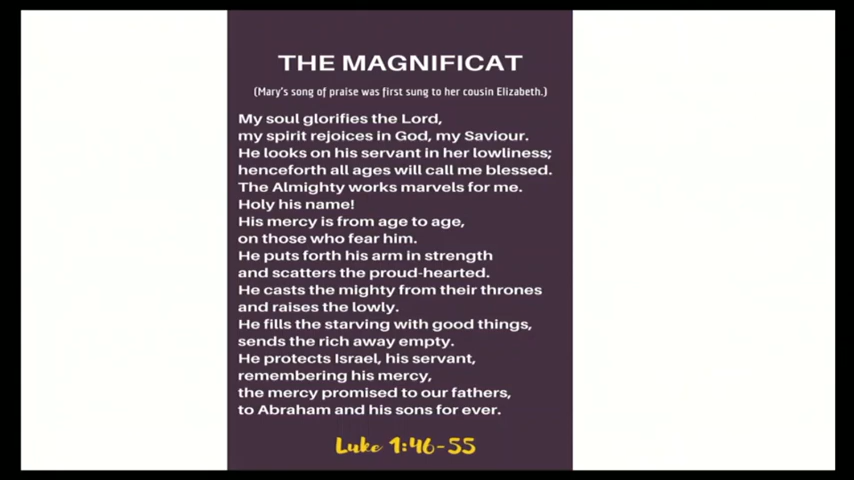 THE MAGNIFICAT
(Mary's song of praise was first sung to her cousin Elizabeth.)
My soul glorifies the Lord,
my spirit rejoices in God, my Saviour.
He looks on his servant in her lowliness;
henceforth all ages will call me blessed.
The Almighty works marvels for me.
Holy his name!
His mercy is from age to age,
on those who fear him.
He puts forth his arm in strength
and scatters the proud-hearted.
He casts the mighty from their thrones
and raises the lowly.
He fills the starving with good things,
sends the rich away empty.
He protects Israel, his servant,
remembering his mercy,
the mercy promised to our fathers,
to Abraham and his sons for ever.
Luke 1:46-55